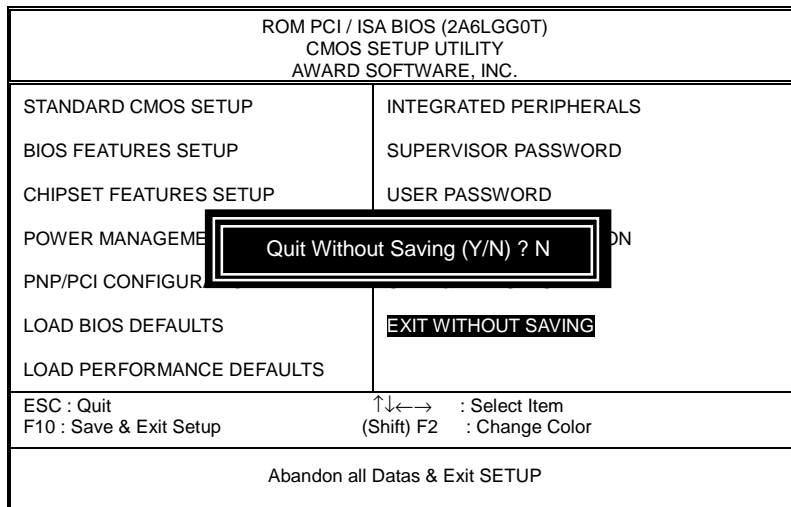 ROM PCI / ISA BIOS (2A6LGG0T)
CMOS SETUP UTILITY
AWARD SOFTWARE, INC.
STANDARD CMOS SETUP
BIOS FEATURES SETUP
CHIPSET FEATURES SETUP
POWER MANAGEME
PNP/PCI CONFIGUR
LOAD BIOS DEFAULTS
LOAD PERFORMANCE DEFAULTS
INTEGRATED PERIPHERALS
SUPERVISOR PASSWORD
USER PASSWORD
ON
EXIT WITHOUT SAVING
Quit Without Saving (Y/N) ? N
ESC : Quit ↑↓←→ : Select Item
F10 : Save & Exit Setup (Shift) F2 : Change Color
Abandon all Datas & Exit SETUP